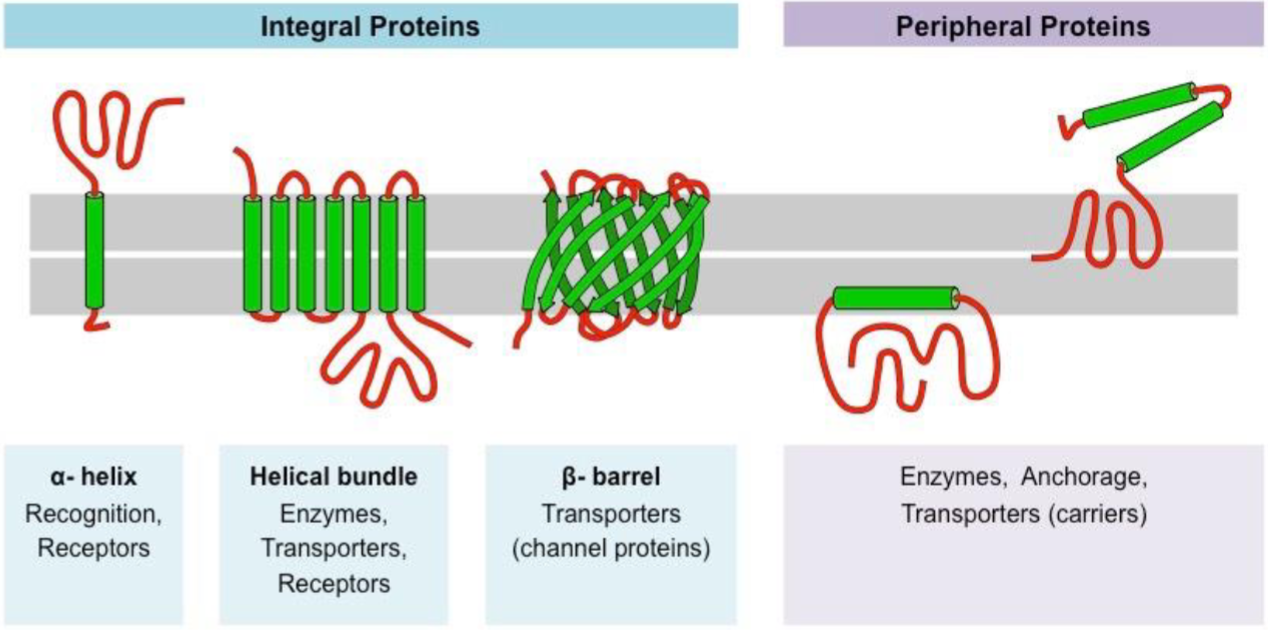 Integral Proteins
Peripheral Proteins
α- helix
Recognition,
Receptors
Helical bundle
Enzymes,
Transporters,
Receptors
β- barrel
Transporters
(channel proteins)
Enzymes, Anchorage,
Transporters (carriers)